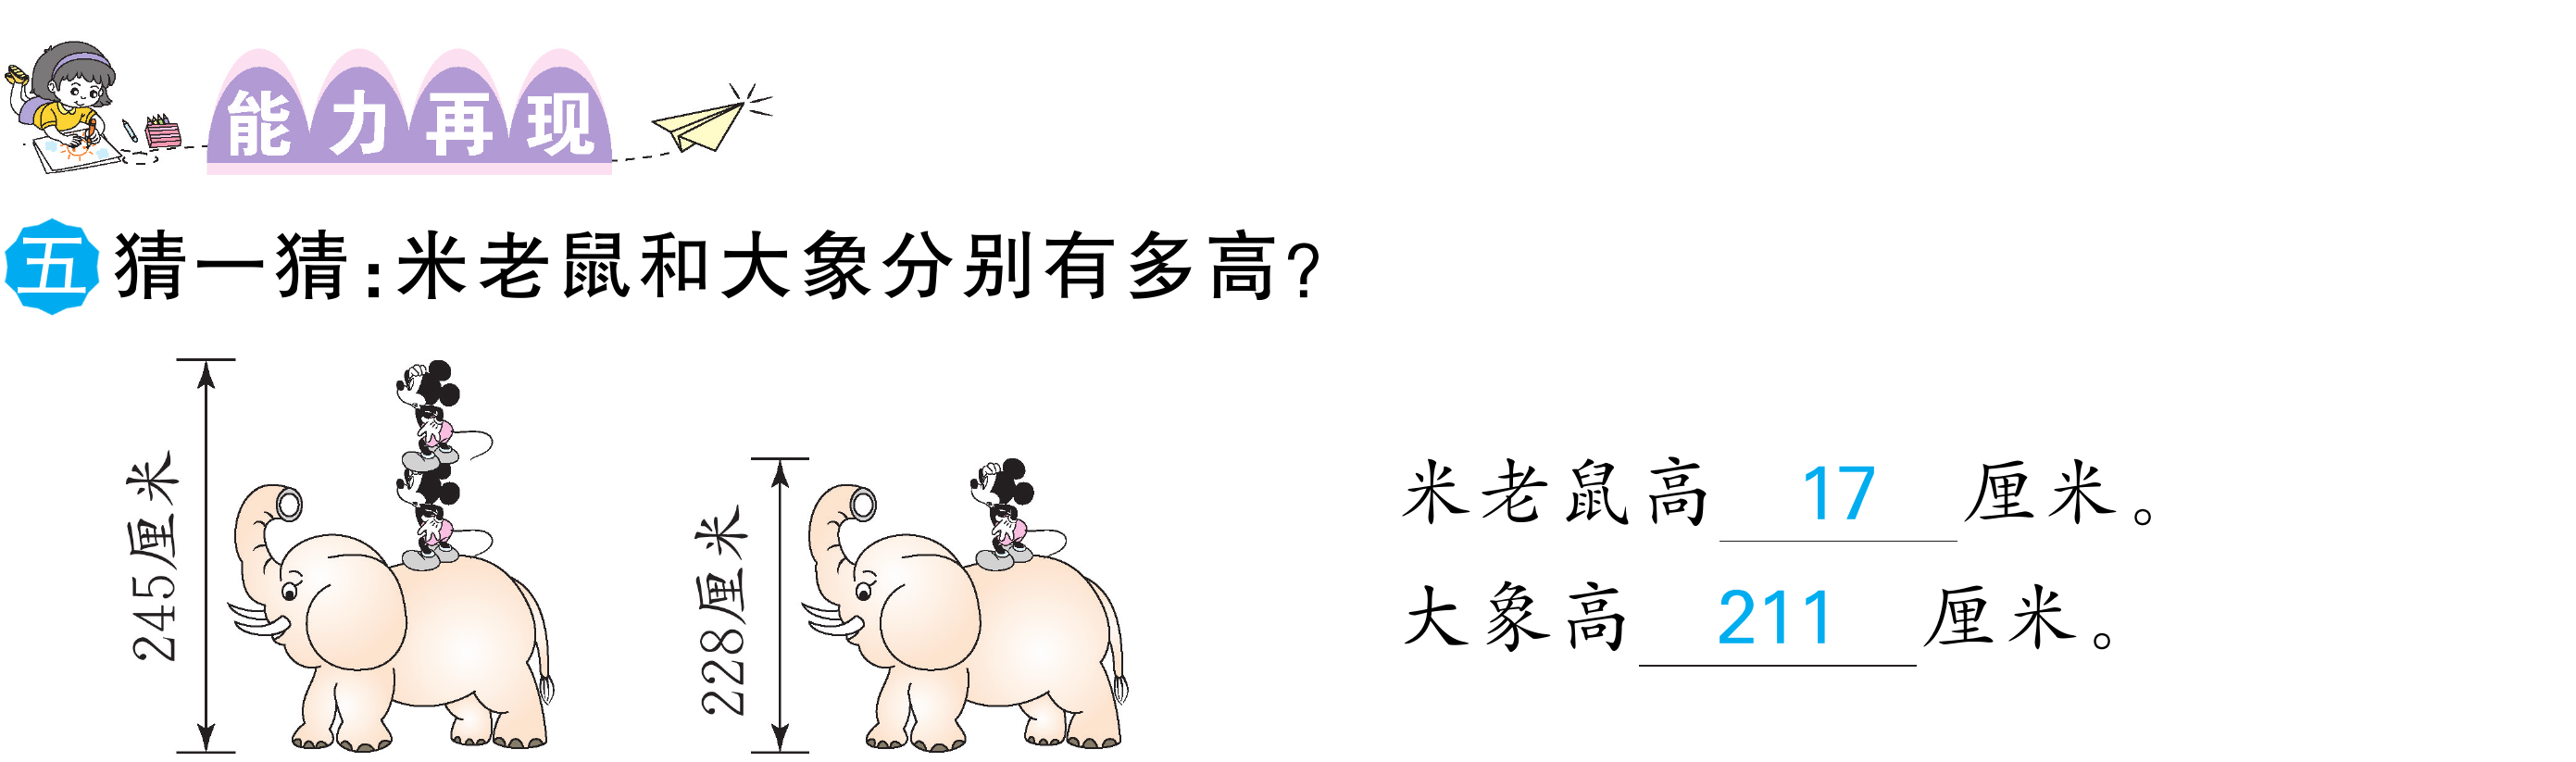 能力再现
五 猜一猜:米老鼠和大象分别有多高?
245厘米
228厘米
米老鼠高 17 厘米。
大象高 211 厘米。